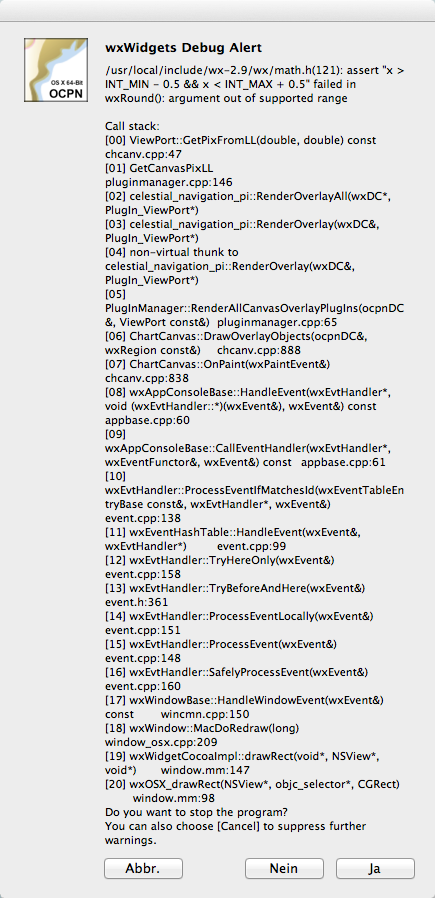 OS X 64-Bit
OCPN
wxWidgets Debug Alert
/usr/local/include/wx-2.9/wx/math.h(121): assert "x >
INT_MIN - 0.5 && x < INT_MAX + 0.5" failed in
wxRound(): argument out of supported range
Call stack:
[00] ViewPort::GetPixFromLL(double, double) const
chcanv.cpp:47
[01] GetCanvasPixLL
pluginmanager.cpp:146
[02] celestial_navigation_pi::RenderOverlayAll(wxDC*,
PlugIn_ViewPort*)
[03] celestial_navigation_pi::RenderOverlay(wxDC&,
PlugIn_ViewPort*)
[04] non-virtual thunk to
celestial_navigation_pi::RenderOverlay(wxDC&,
PlugIn_ViewPort*)
[05]
PlugInManager::RenderAllCanvasOverlayPlugIns(ocpnDC
&, ViewPort const&) pluginmanager.cpp:65
[06] ChartCanvas::DrawOverlayObjects(ocpnDC&,
wxRegion const&) chcanv.cpp:888
[07] ChartCanvas::OnPaint(wxPaintEvent&)
chcanv.cpp:838
[08] wxAppConsoleBase::HandleEvent(wxEvtHandler*,
void (wxEvtHandler::*)(wxEvent&), wxEvent&) const
appbase.cpp:60
[09]
wxAppConsoleBase::CallEventHandler(wxEvtHandler*,
wxEventFunctor&, wxEvent&) const appbase.cpp:61
[10]
wxEvtHandler::ProcessEventIfMatchesId(wxEventTableEn
tryBase const&, wxEvtHandler*, wxEvent&)
event.cpp:138
[11] wxEventHashTable::HandleEvent(wxEvent&,
wxEvtHandler*) event.cpp:99
[12] wxEvtHandler::TryHereOnly(wxEvent&)
event.cpp:158
[13] wxEvtHandler::TryBeforeAndHere(wxEvent&)
event.h:361
[14] wxEvtHandler::ProcessEventLocally(wxEvent&)
event.cpp:151
[15] wxEvtHandler::ProcessEvent(wxEvent&)
event.cpp:148
[16] wxEvtHandler::SafelyProcessEvent(wxEvent&)
event.cpp:160
[17] wxWindowBase::HandleWindowEvent(wxEvent&)
const wincmn.cpp:150
[18] wxWindow::MacDoRedraw(long)
window_osx.cpp:209
[19] wxWidgetCocoaImpl::drawRect(void*, NSView*,
void*) window.mm:147
[20] wxOSX_drawRect(NSView*, objc_selector*, CGRect)
window.mm:98
Do you want to stop the program?
You can also choose [Cancel] to suppress further
warnings.
Abbr. Nein Ja